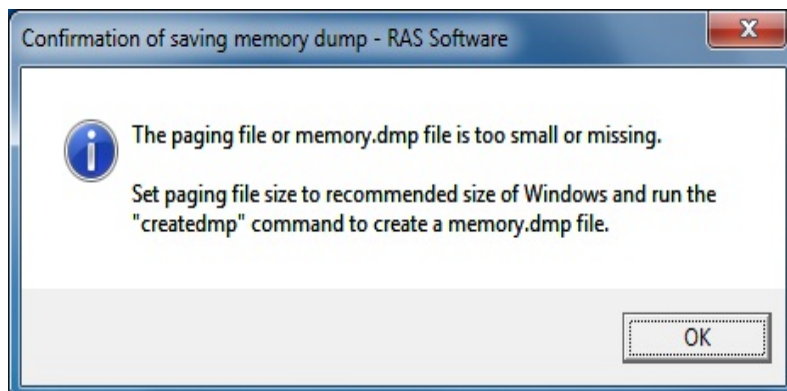 Confirmation of saving memory dump - RAS Software
The paging file or memory.dmp file is too small or missing.
Set paging file size to recommended size of Windows and run the
"createdmp" command to create a memory.dmp file.
OK